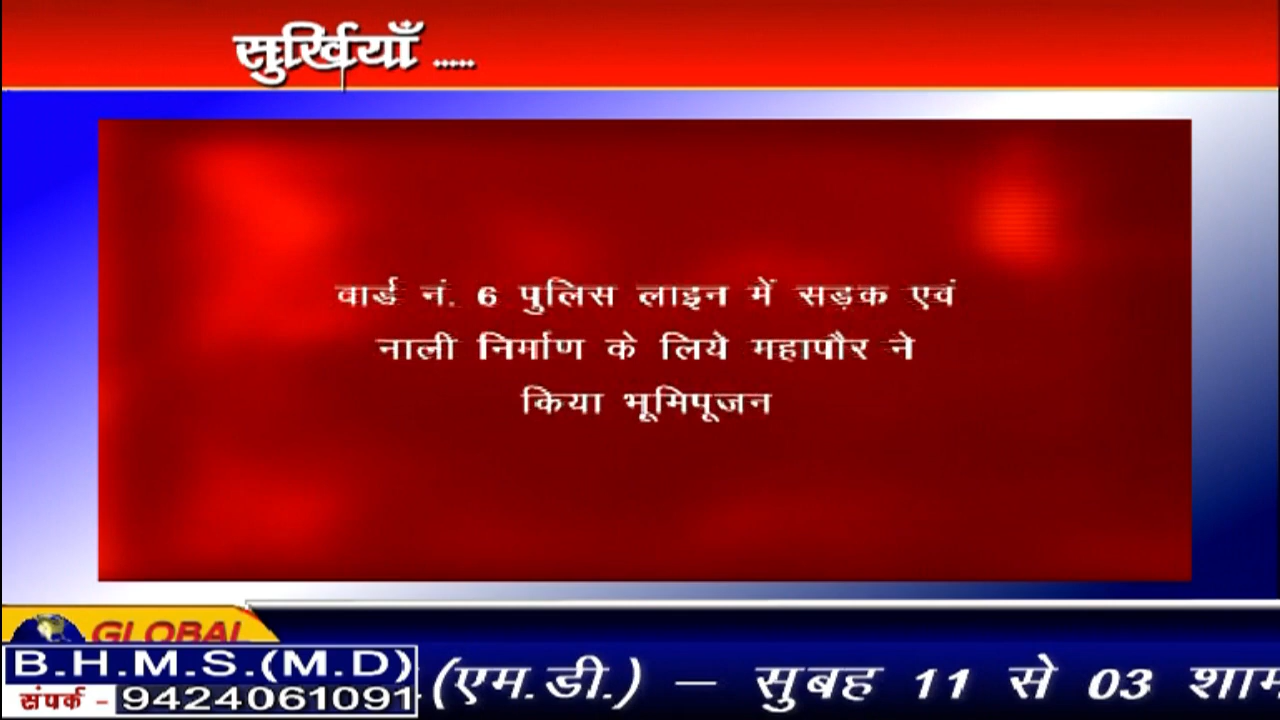 सुर्खियाँ .....
वार्ड नं. 6 पुलिस लाइन में सड़क एवं
नाली निर्माण के लिये महापौर ने
किया भूमिपूजन
GLOBAL
B.H.M.S.(M.D)
संपर्क - 9424061091
(एम.डी.) – सुबह 11 से 03 शाम